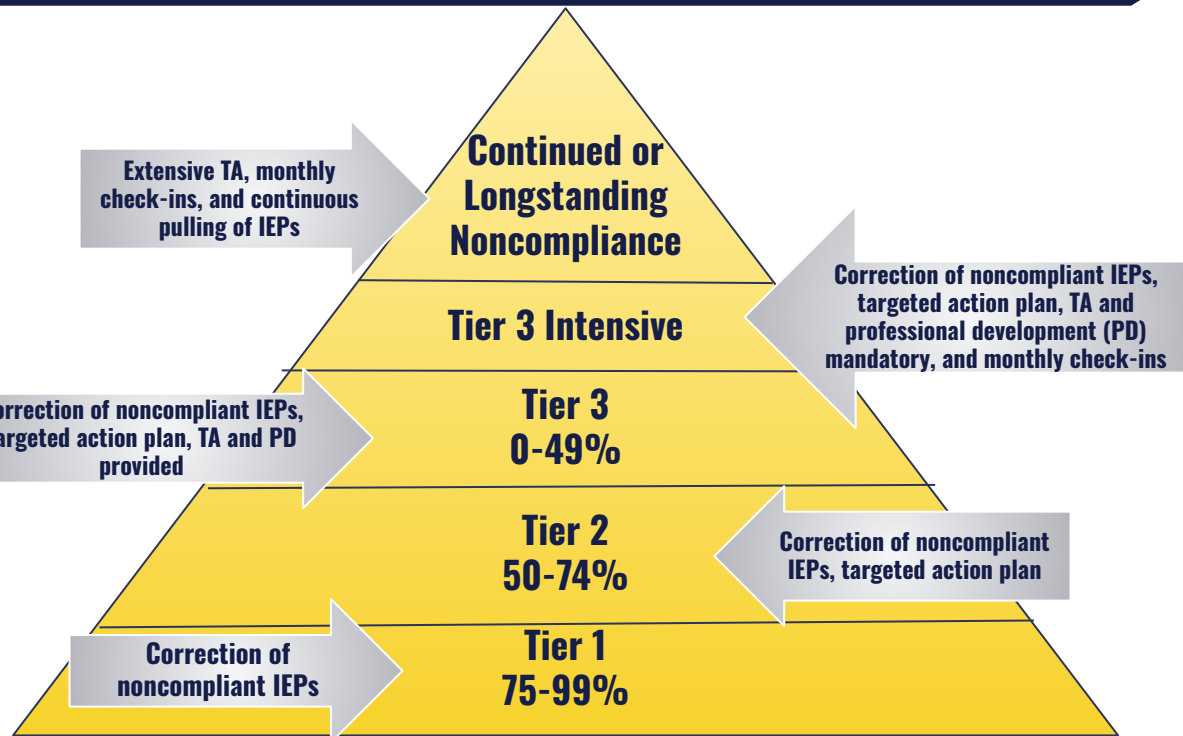 Continued or
Longstanding
Noncompliance
Extensive TA, monthly
check-ins, and continuous
pulling of IEPs
Tier 3 Intensive
Correction of noncompliant IEPs,
targeted action plan, TA and
professional development (PD)
mandatory, and monthly check-ins
Tier 3
0-49%
orrection of noncompliant IEPs,
argeted action plan, TA and PD
provided
Tier 2
50-74%
Correction of noncompliant
IEPs, targeted action plan
Tier 1
75-99%
Correction of
noncompliant IEPs